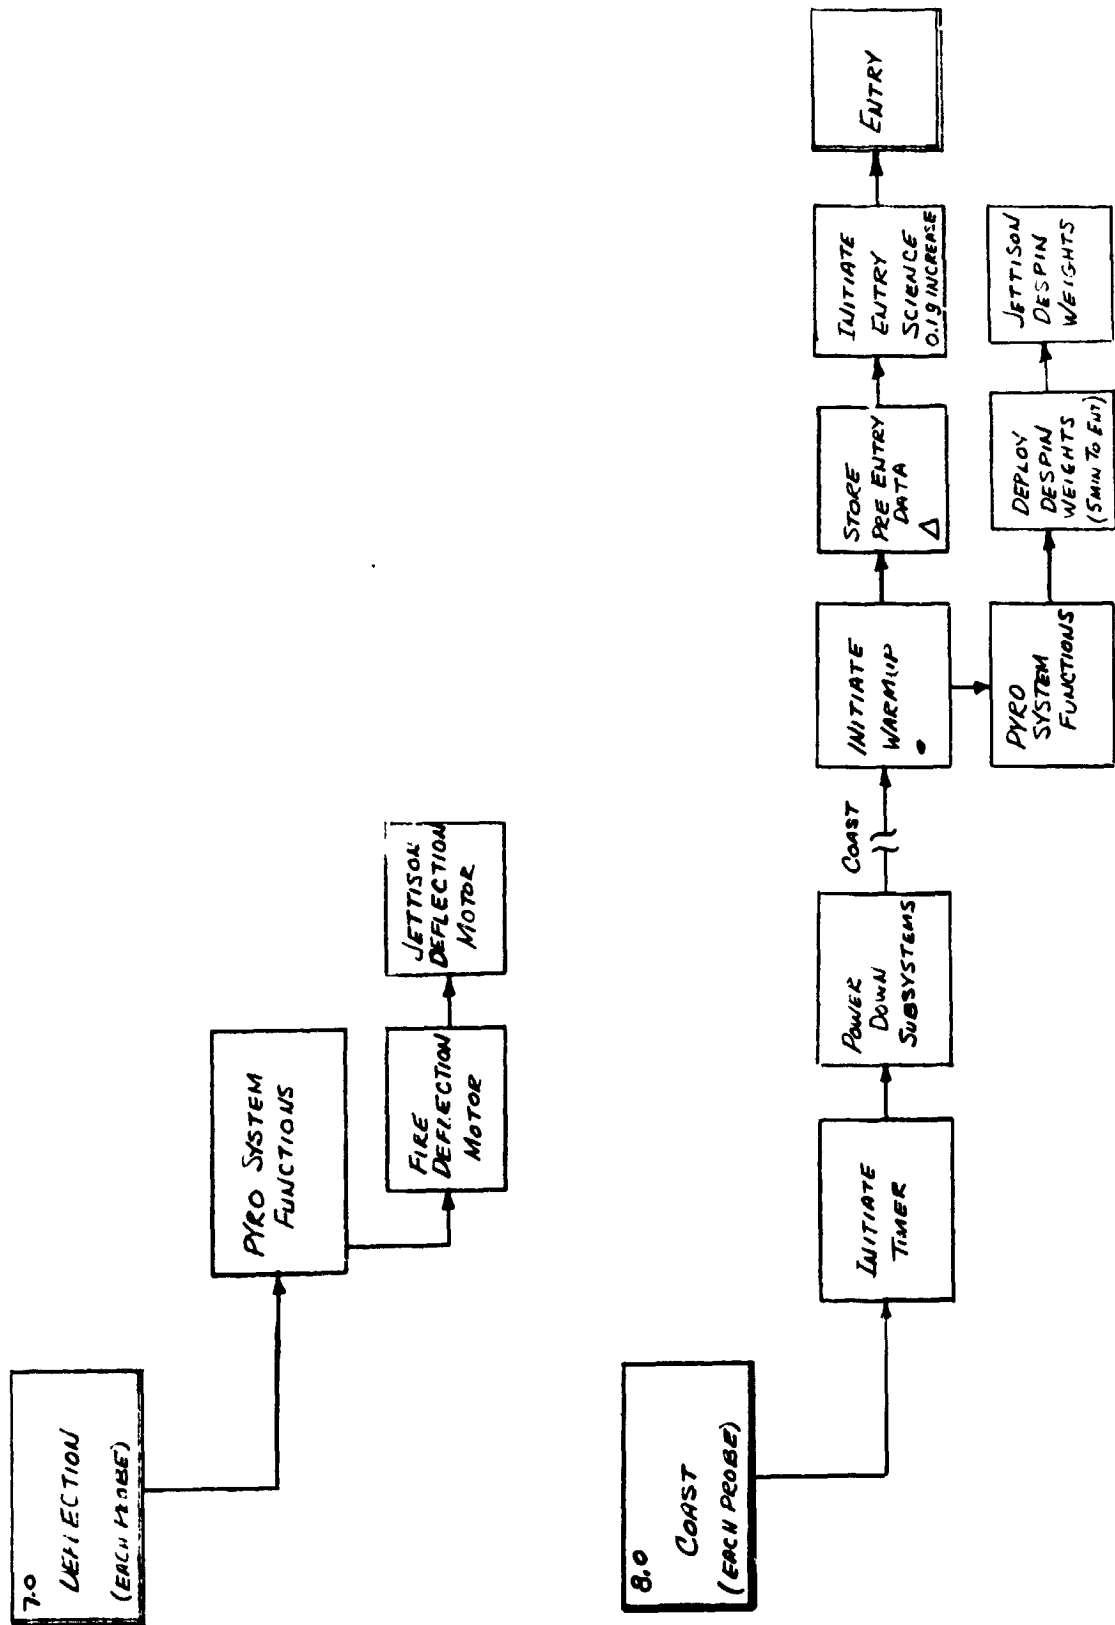 7.0
DEFLECTION
(EACH PROBE)
PYRO SYSTEM
FUNCTIONS
FIRE
DEFLECTION
MOTOR
JETTISON
DEFLECTION
MOTOR
8.0
COAST
(EACH PROBE)
INITIATE
TIMER
POWER
DOWN
SUBSYSTEMS
COAST
INITIATE
WARMUP
STORE
PRE ENTRY
DATA
Δ
INITIATE
ENTRY
SCIENCE
0.1g INCREASE
ENTRY
PYRO
SYSTEM
FUNCTIONS
DEPLOY
DESPIN
WEIGHTS
(5MIN TO ENT)
JETTISON
DESPIN
WEIGHTS